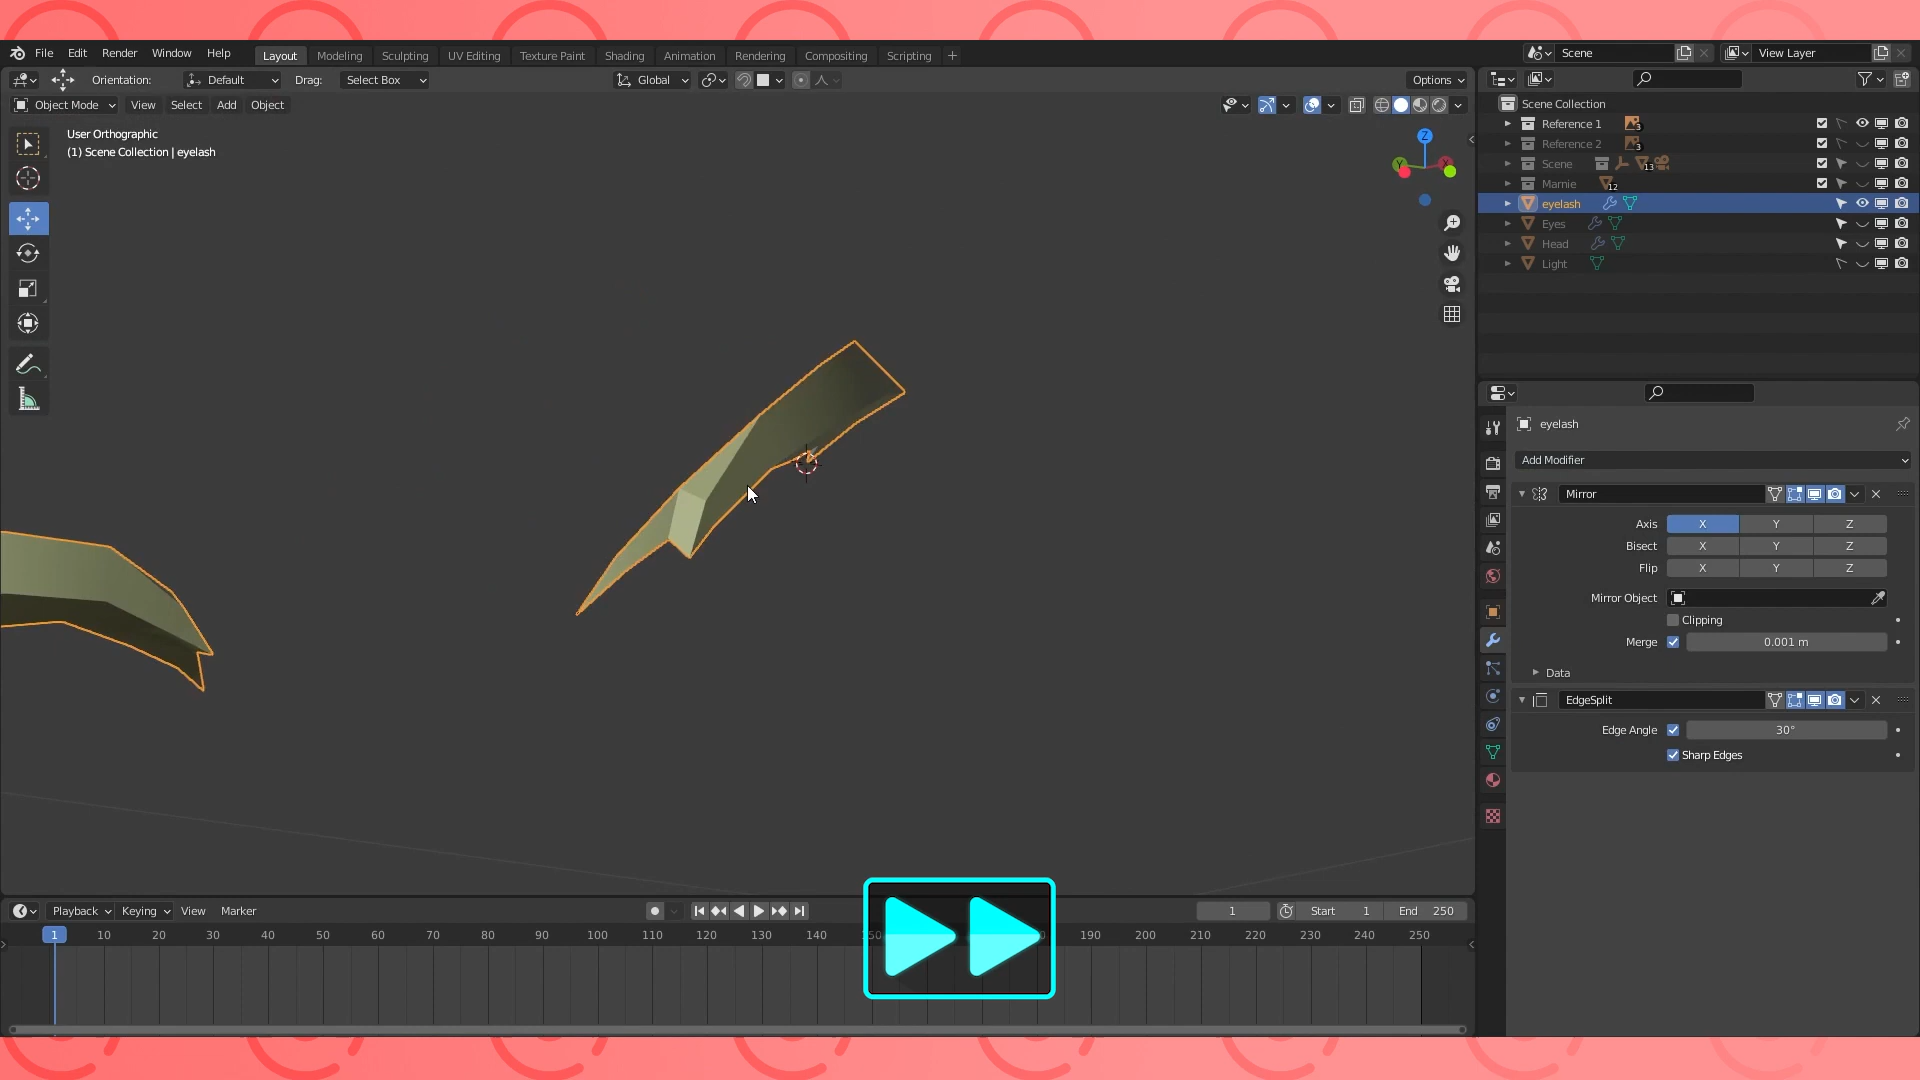 File Edit Render Window Help Layout Modeling Sculpting UV Editing Texture Paint Shading Animation Rendering Compositing Scripting + Scene View Layer
Orientation: Default Drag: Select Box Global Options
Object Mode View Select Add Object
User Orthographic
(1) Scene Collection | eyelash
Z
Y
X
Scene Collection
Reference 1 3
Reference 2 3
Scene 13
Marnie 12
eyelash
Eyes
Head
Light
eyelash
Add Modifier
Mirror
Axis X Y Z
Bisect X Y Z
Flip X Y Z
Mirror Object
Clipping
Merge 0.001 m
Data
EdgeSplit
Edge Angle 30°
Sharp Edges
Playback Keying View Marker 1 Start 1 End 250
1 10 20 30 40 50 60 70 80 90 100 110 120 130 140 190 200 210 220 230 240 250